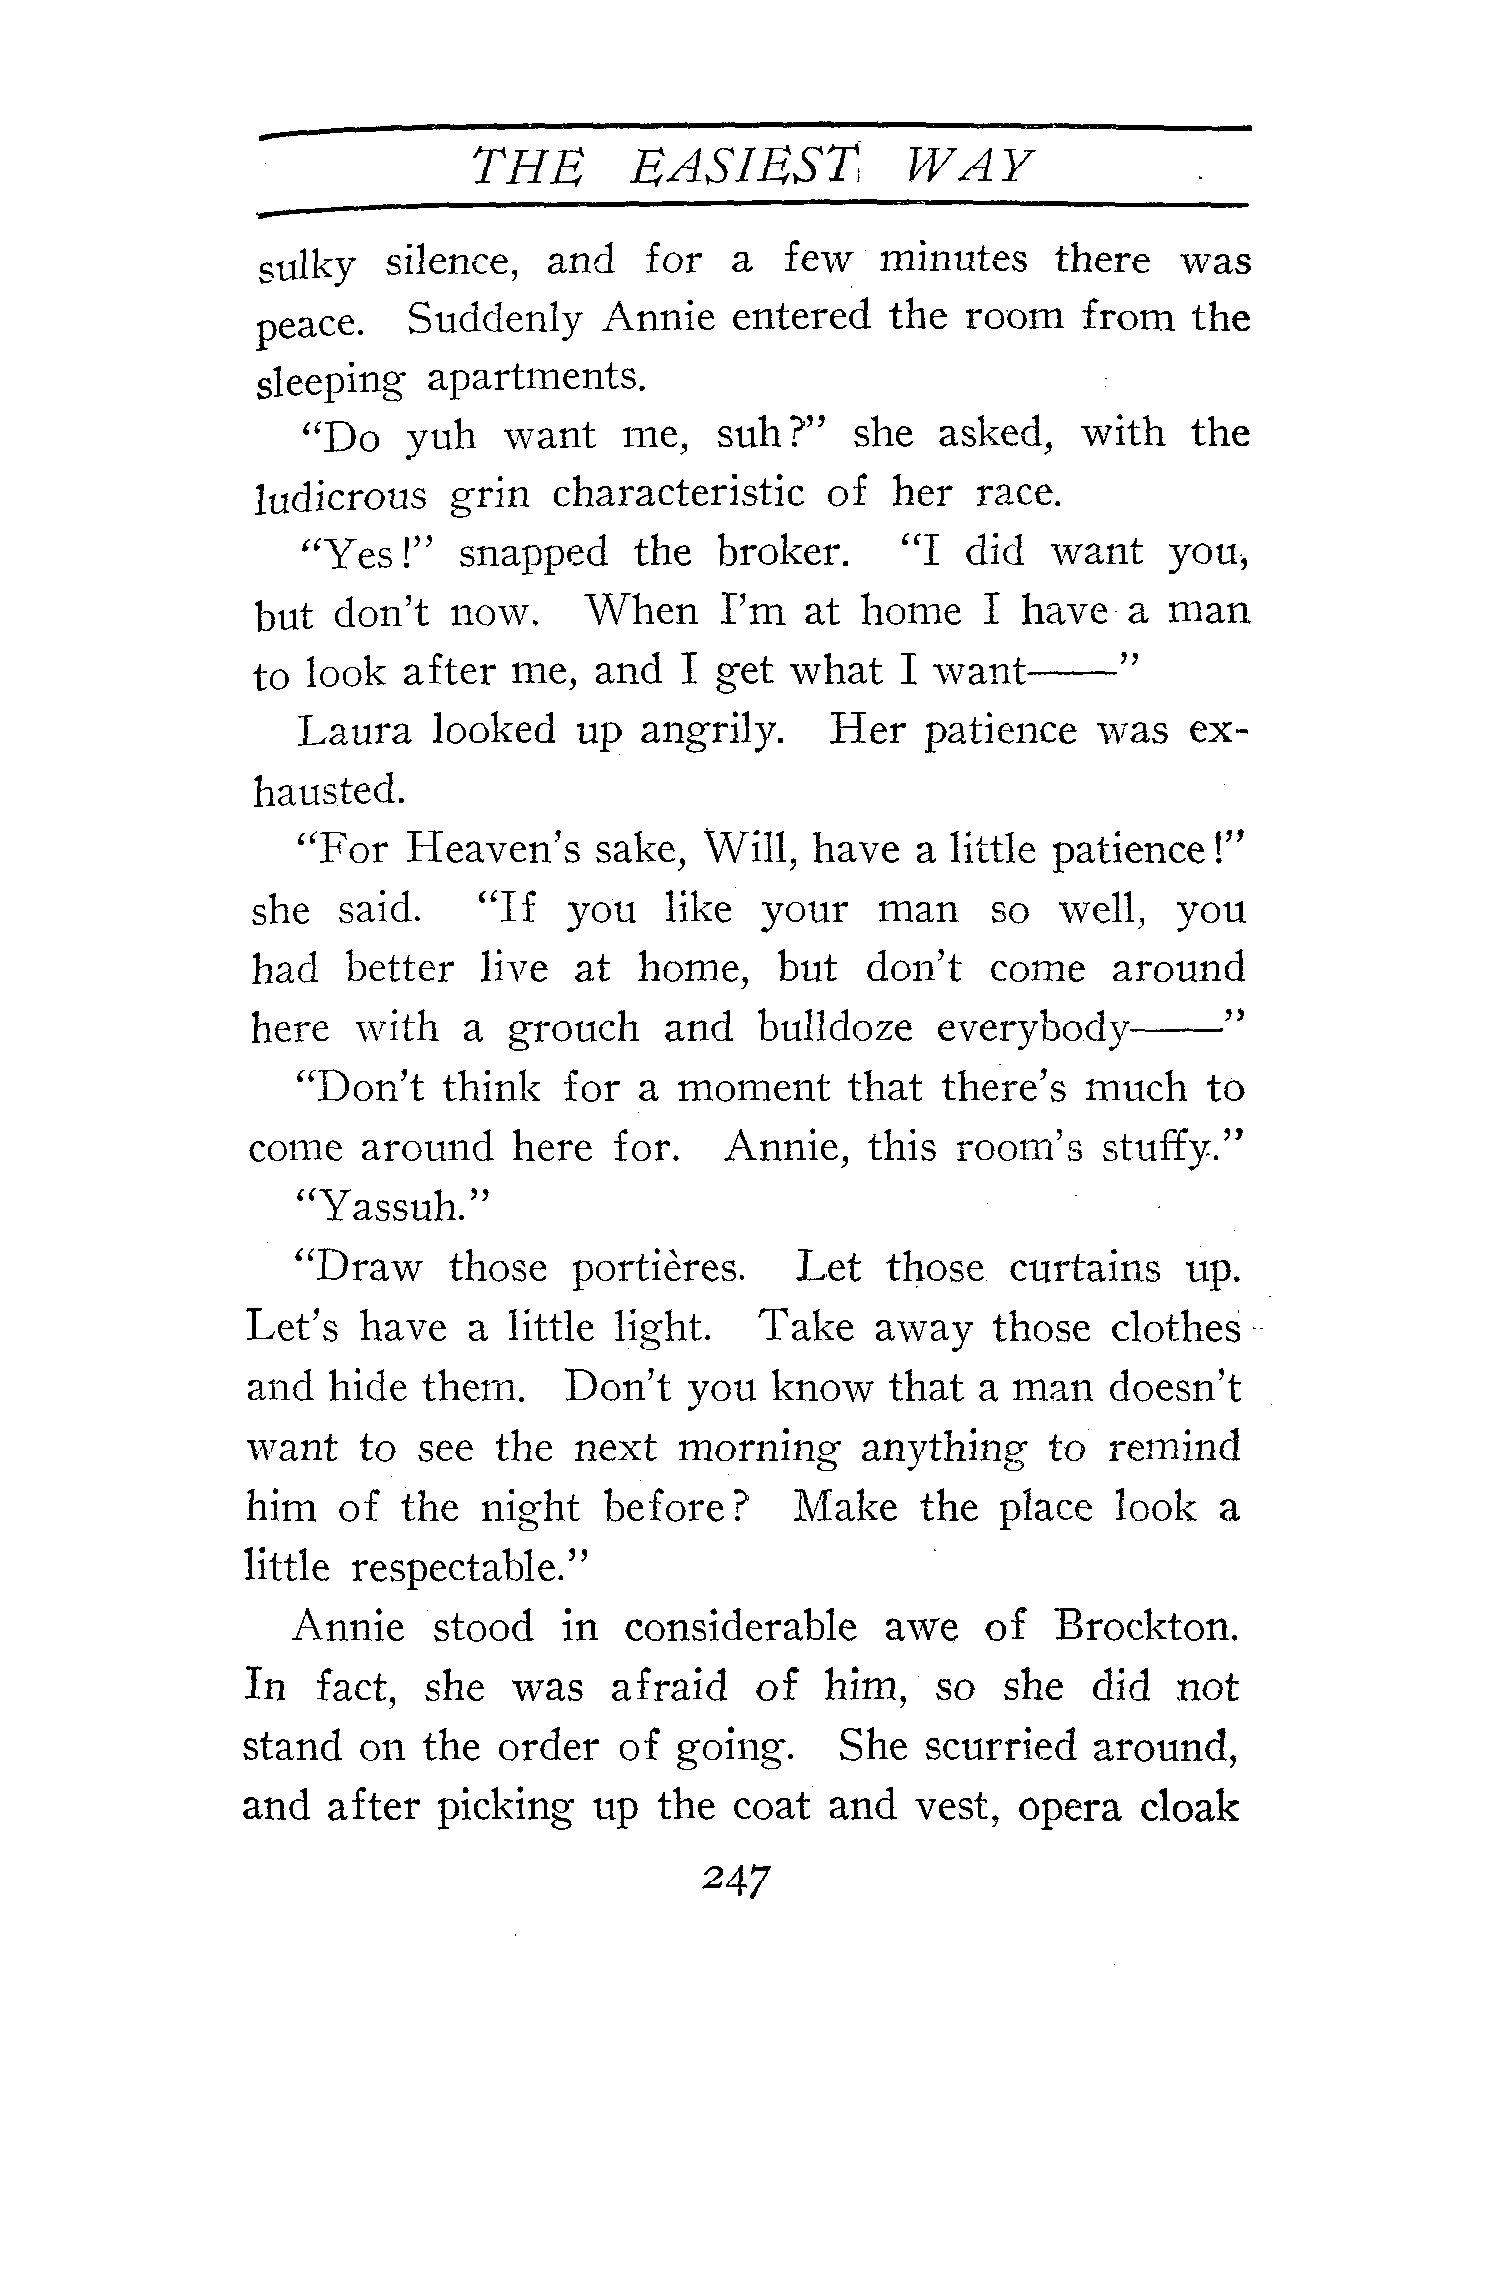 THE EASIEST WAY
sulky silence, and for a few minutes there was
peace. Suddenly Annie entered the room from the
sleeping apartments.
"Do yuh want me, suh?" she asked, with the
ludicrous grin characteristic of her race.
"Yes!" snapped the broker. "I did want you,
but don't now. When I'm at home I have a man
to look after me, and I get what I want——"
Laura looked up angrily. Her patience was ex-
hausted.
"For Heaven's sake, Will, have a little patience!"
she said. "If you like your man so well, you
had better live at home, but don't come around
here with a grouch and bulldoze everybody——"
"Don't think for a moment that there's much to
come around here for. Annie, this room's stuffy."
"Yassuh."
"Draw those portières. Let those curtains up.
Let's have a little light. Take away those clothes
and hide them. Don't you know that a man doesn't
want to see the next morning anything to remind
him of the night before? Make the place look a
little respectable."
Annie stood in considerable awe of Brockton.
In fact, she was afraid of him, so she did not
stand on the order of going. She scurried around,
and after picking up the coat and vest, opera cloak
247